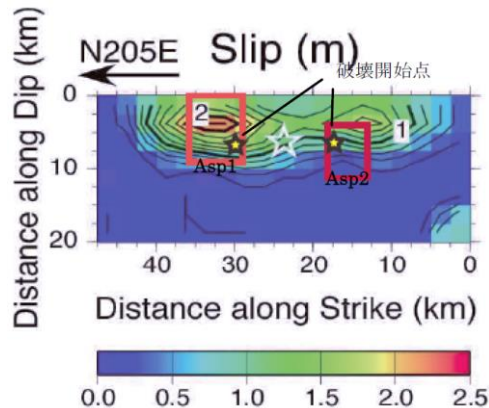 N205E
Slip (m)
破壊開始点
Distance along Dip (km)
0
10
20
2
1
Asp1
Asp2
40
30
20
10
0
Distance along Strike (km)
0.0
0.5
1.0
1.5
2.0
2.5